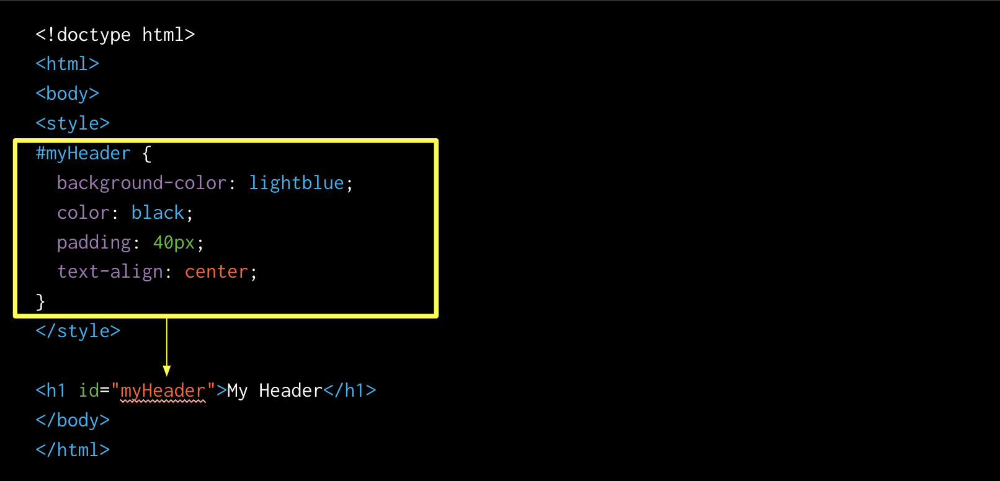 <!doctype html>
<html>
<body>
<style>
#myHeader {
  background-color: lightblue;
  color: black;
  padding: 40px;
  text-align: center;
}
</style>

<h1 id="myHeader">My Header</h1>
</body>
</html>